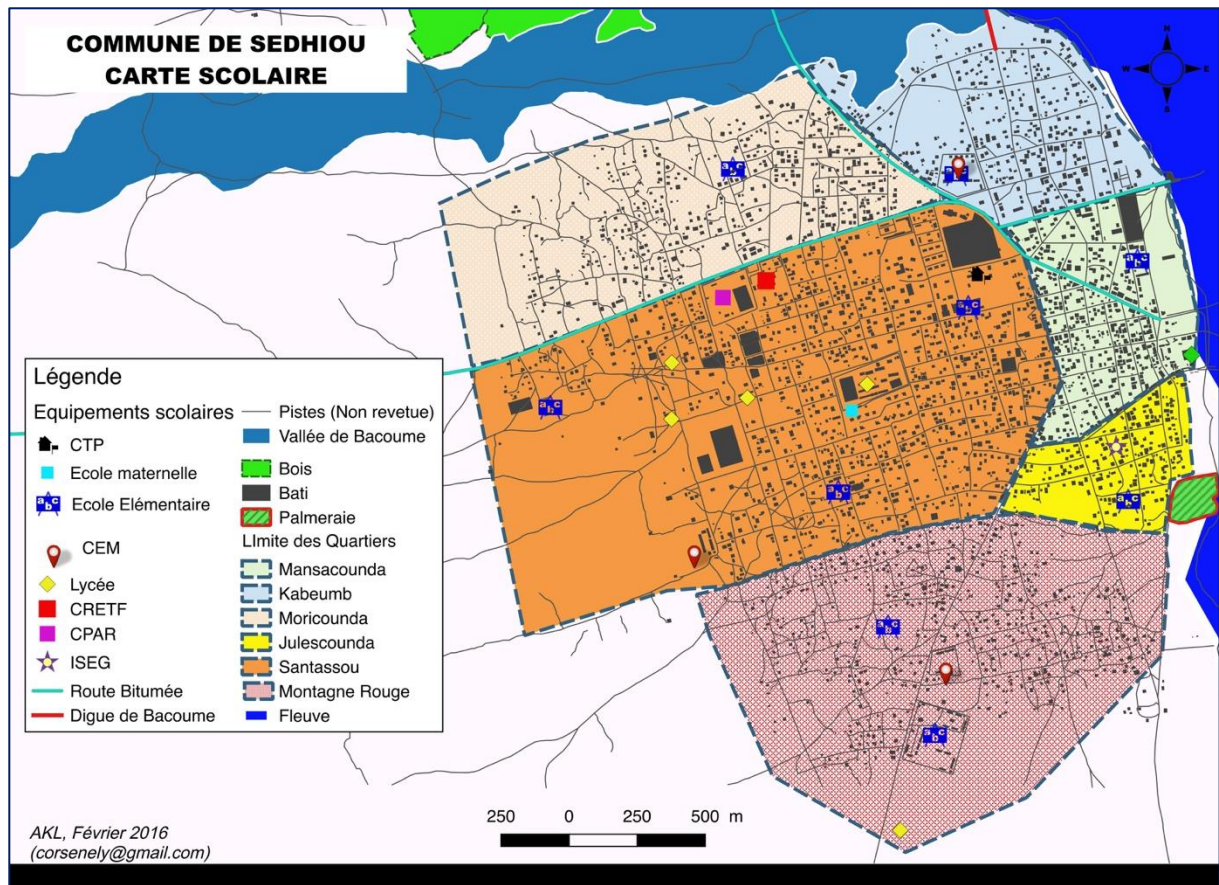 COMMUNE DE SEDHIOU
CARTE SCOLAIRE
N
W
E
S
Légende
Equipements scolaires
CTP
Ecole maternelle
a b c
Ecole Elémentaire
CEM
Lycée
CRETF
CPAR
ISEG
Route Bitumée
Digue de Bacoume
Pistes (Non revetue)
Vallée de Bacoume
Bois
Bati
Palmeraie
LImite des Quartiers
Mansacounda
Kabeumb
Moricounda
Julescounda
Santassou
Montagne Rouge
Fleuve
250 0 250 500 m
AKL, Février 2016
(corsenely@gmail.com)